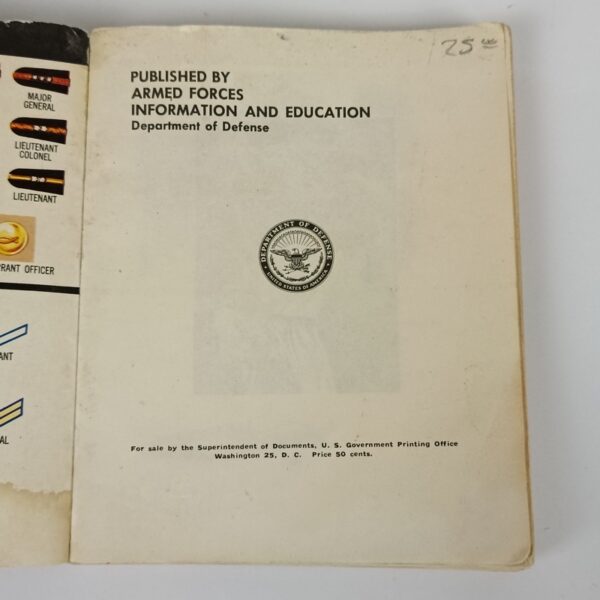 MAJOR
GENERAL
LIEUTENANT
COLONEL
LIEUTENANT
RRANT OFFICER
ANT
AL
25 00
PUBLISHED BY
ARMED FORCES
INFORMATION AND EDUCATION
Department of Defense
DEPARTMENT OF DEFENSE
UNITED STATES OF AMERICA
For sale by the Superintendent of Documents, U. S. Government Printing Office
Washington 25, D. C. Price 50 cents.